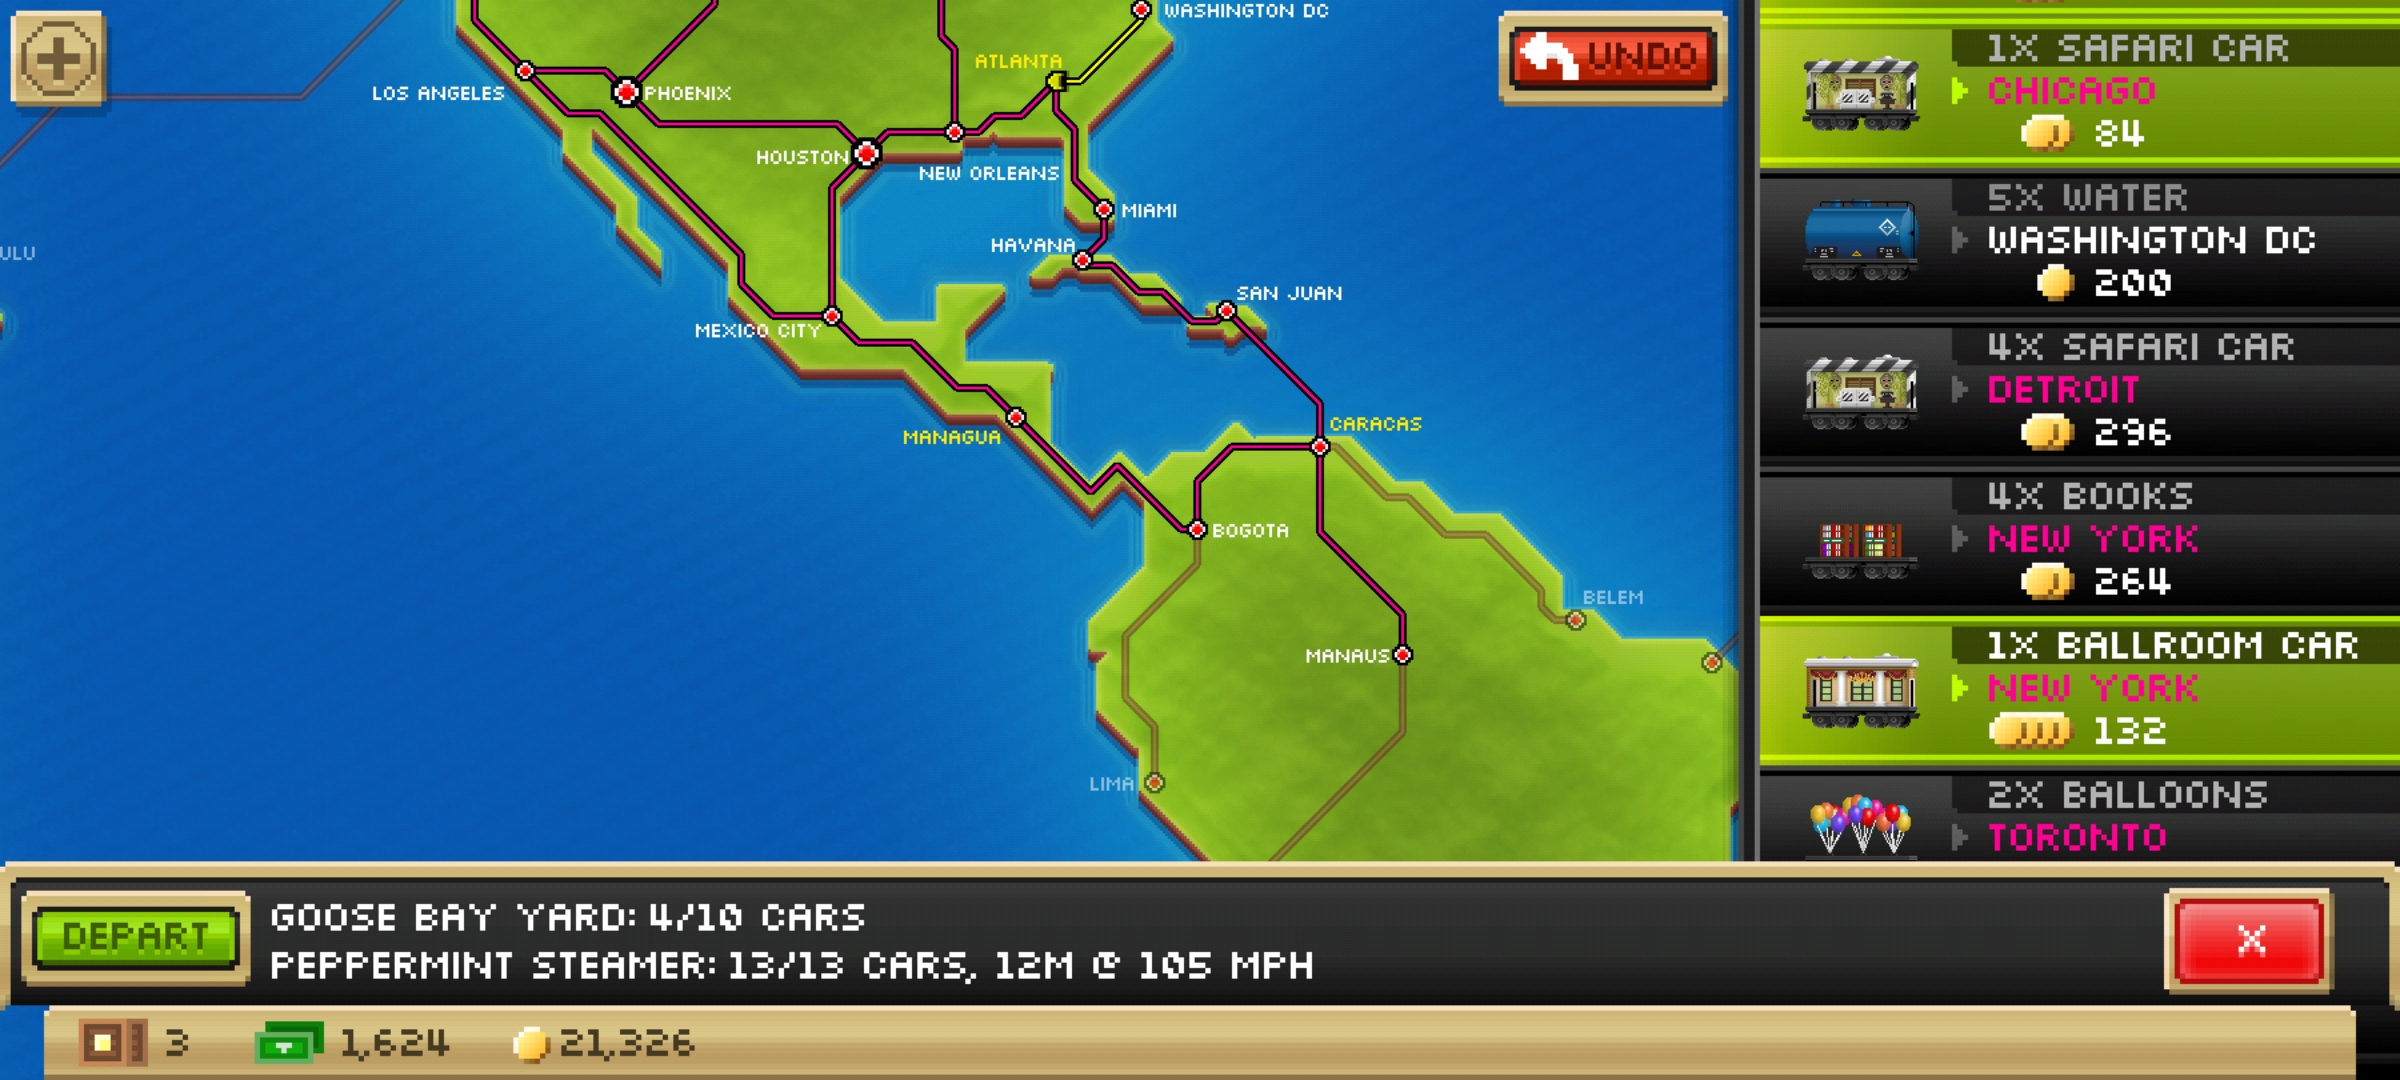 WASHINGTON DC
ATLANTA
LOS ANGELES
PHOENIX
HOUSTON
NEW ORLEANS
MIAMI
HAVANA
SAN JUAN
MEXICO CITY
MANAGUA
CARACAS
BOGOTA
BELEM
MANAUS
LIMA
ULU
UNDO
1X SAFARI CAR
CHICAGO
84
5X WATER
WASHINGTON DC
200
4X SAFARI CAR
DETROIT
296
4X BOOKS
NEW YORK
264
1X BALLROOM CAR
NEW YORK
132
2X BALLOONS
TORONTO
DEPART
GOOSE BAY YARD: 4/10 CARS
PEPPERMINT STEAMER: 13/13 CARS, 12M @ 105 MPH
X
3
1,624
21,326